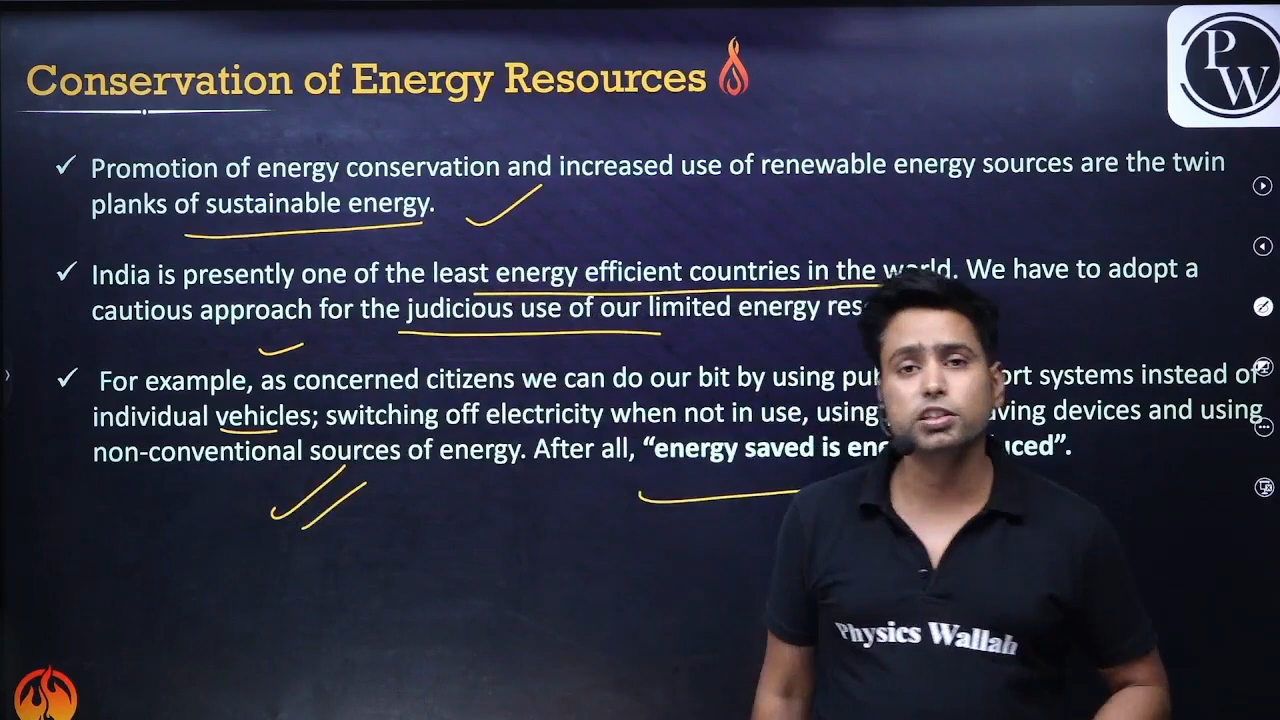 Conservation of Energy Resources
PW
✓ Promotion of energy conservation and increased use of renewable energy sources are the twin
planks of sustainable energy.
✓ India is presently one of the least energy efficient countries in the world. We have to adopt a
cautious approach for the judicious use of our limited energy res
✓ For example, as concerned citizens we can do our bit by using pu ort systems instead of
individual vehicles; switching off electricity when not in use, using ving devices and using
non-conventional sources of energy. After all, “energy saved is en uced”.
Physics Wallah